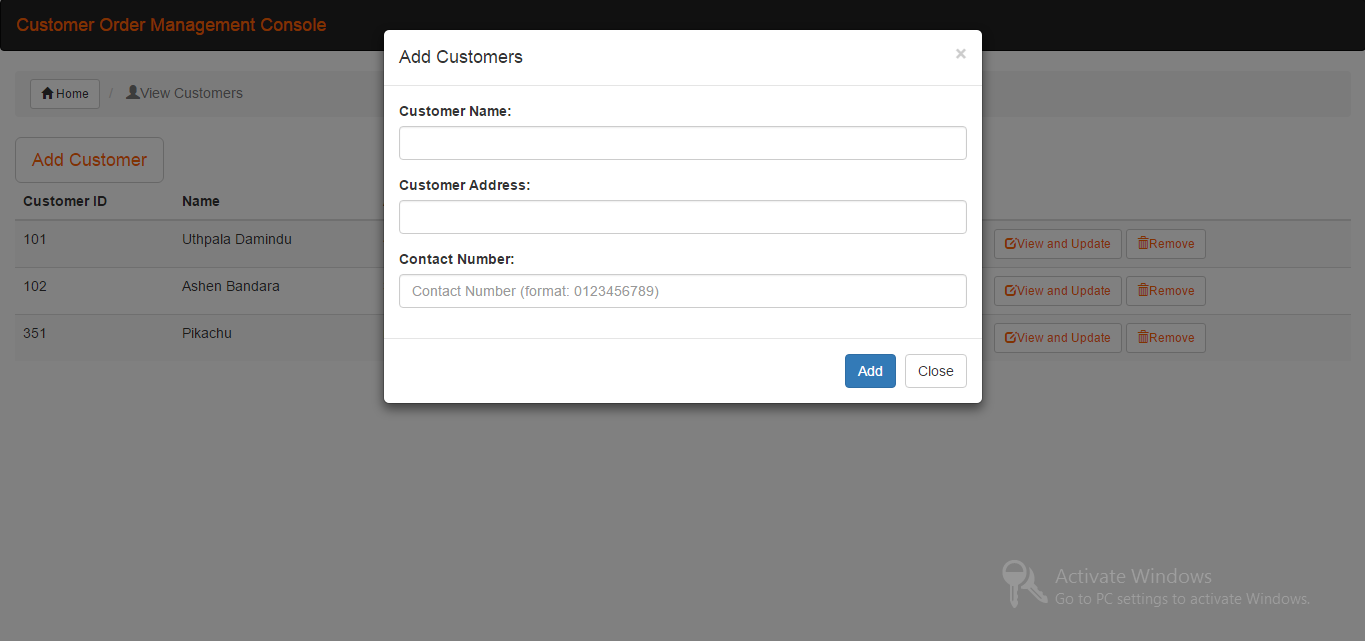 Customer Order Management Console
Add Customers ×
Home / View Customers
Customer Name:
Add Customer
Customer Address:
Customer ID Name
101 Uthpala Damindu View and Update Remove
Contact Number:
102 Ashen Bandara Contact Number (format: 0123456789) View and Update Remove
351 Pikachu View and Update Remove
Add Close
Activate Windows
Go to PC settings to activate Windows.